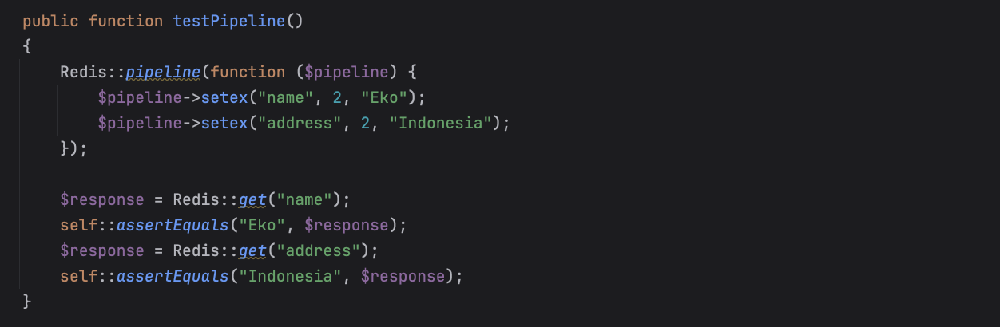 public function testPipeline()
{
    Redis::pipeline(function ($pipeline) {
        $pipeline->setex("name", 2, "Eko");
        $pipeline->setex("address", 2, "Indonesia");
    });

    $response = Redis::get("name");
    self::assertEquals("Eko", $response);
    $response = Redis::get("address");
    self::assertEquals("Indonesia", $response);
}